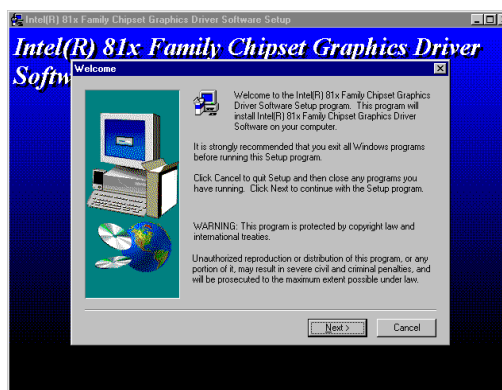 Intel(R) 81x Family Chipset Graphics Driver Software Setup
Intel(R) 81x Family Chipset Graphics Driver
Softw
Welcome
Welcome to the Intel(R) 81x Family Chipset Graphics
Driver Software Setup program. This program will
install Intel(R) 81x Family Chipset Graphics Driver
Software on your computer.
It is strongly recommended that you exit all Windows programs
before running this Setup program.
Click Cancel to quit Setup and then close any programs you
have running. Click Next to continue with the Setup program.
WARNING: This program is protected by copyright law and
international treaties.
Unauthorized reproduction or distribution of this program, or any
portion of it, may result in severe civil and criminal penalties, and
will be prosecuted to the maximum extent possible under law.
Next >
Cancel